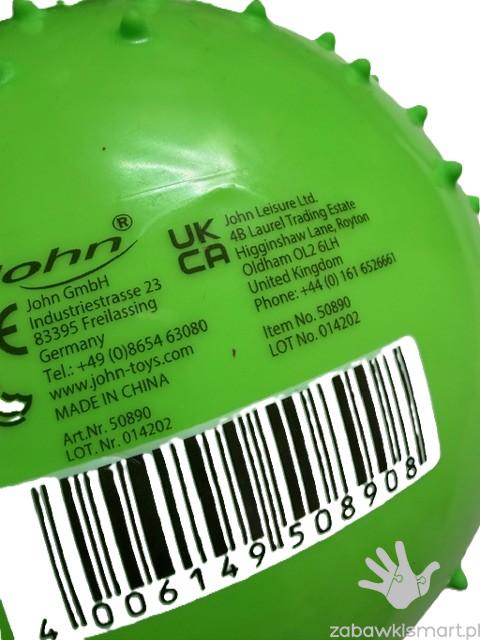 John®
John GmbH
Industriestrasse 23
83395 Freilassing
Germany
Tel.: +49 (0)8654 63080
www.john-toys.com
MADE IN CHINA
Art.Nr. 50890
LOT. Nr. 014202
UK
CA
John Leisure Ltd.
4B Laurel Trading Estate
Higginshaw Lane, Royton
Oldham OL2 6LH
United Kingdom
Phone: +44 (0) 161 6526661
Item No. 50890
LOT No. 014202
4 006149 508908
zabawkismart.pl